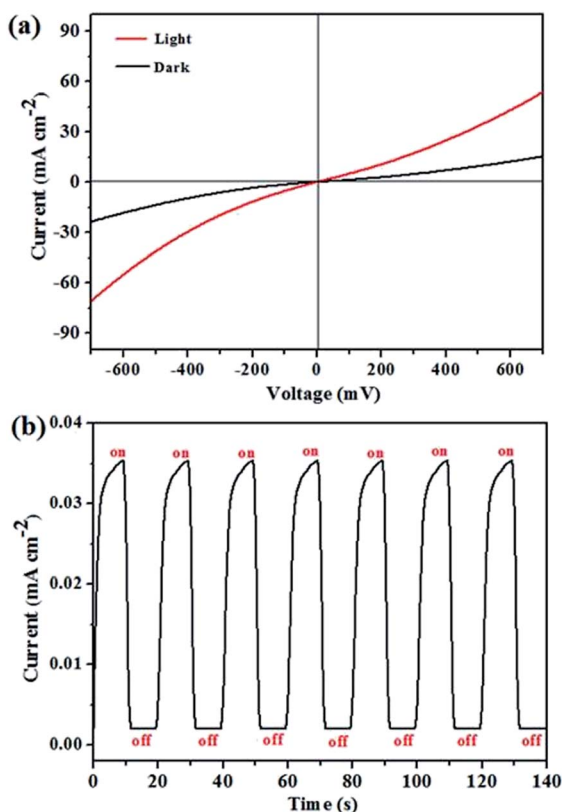 (a)
90
60
30
0
-30
-60
-90
Current (mA cm-2)
Light
Dark
-600 -400 -200 0 200 400 600
Voltage (mV)
(b)
0.04
0.03
0.02
0.01
0.00
Current (mA cm-2)
on on on on on on on
off off off off off off off
0 20 40 60 80 100 120 140
Time (s)